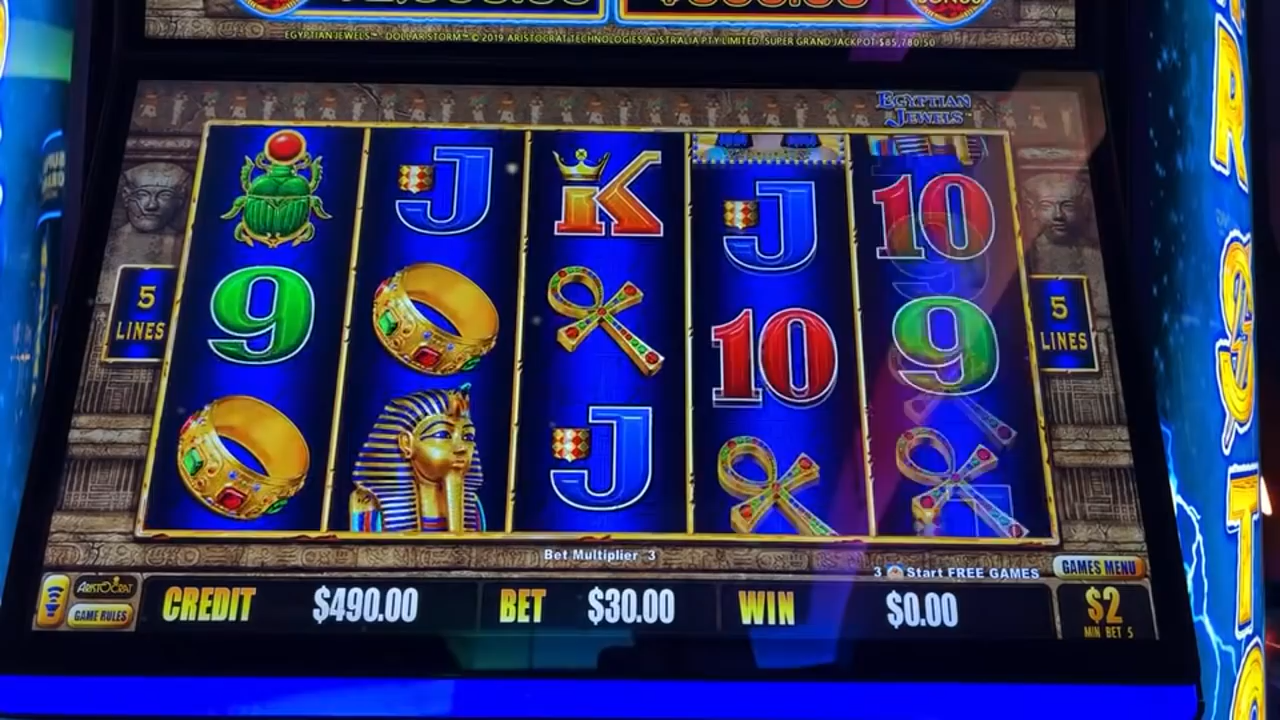 BONUS
EGYPTIAN JEWELS™ DOLLAR STORM™ © 2019 ARISTOCRAT TECHNOLOGIES AUSTRALIA PTY LIMITED. SUPER GRAND JACKPOT $85,780.50
EGYPTIAN
JEWELS™
J K J 10
9 10 9
J
5
LINES
5
LINES
Bet Multiplier 3
3 Start FREE GAMES
GAMES MENU
ARISTOCRAT
GAME RULES
CREDIT $490.00 BET $30.00 WIN $0.00
$2
MIN BET 5